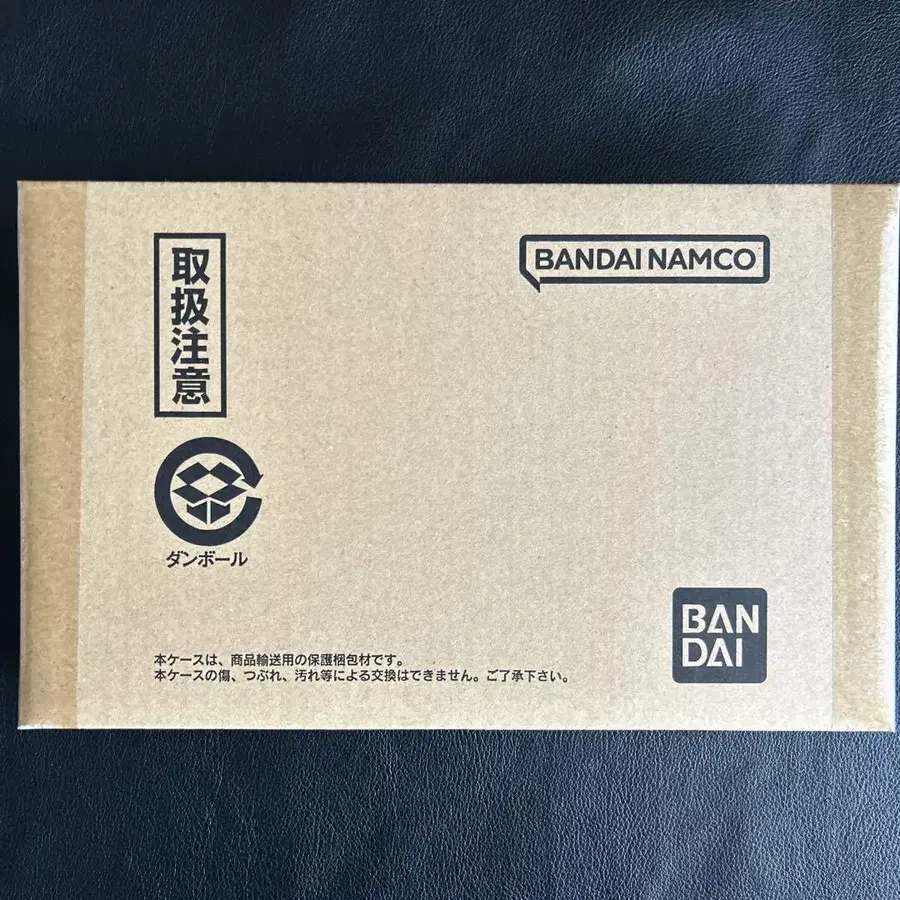 取扱注意
BANDAI NAMCO
ダンボール
BAN
DAI
本ケースは、商品輸送用の保護梱包材です。
本ケースの傷、つぶれ、汚れ等による交換はできません。ご了承下さい。